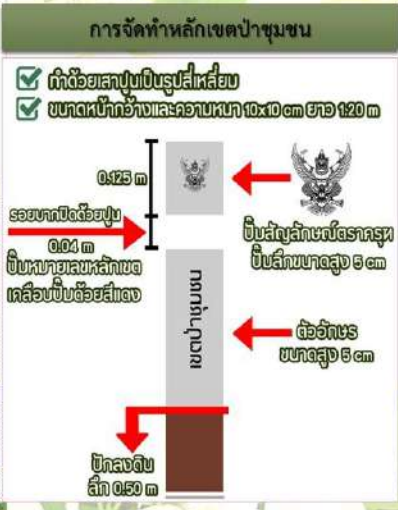 การจัดทำหลักเขตป่าชุมชน
ทำด้วยเสาปูนเป็นรูปสี่เหลี่ยม
ขนาดหน้ากว้างและความหนา 10x10 cm ยาว 1.20 m
0.125 m
รอยบากปิดด้วยปูน
0.04 m
ปั๊มหมายเลขหลักเขต
เคลือบปั๊มด้วยสีแดง
ปั๊มสัญลักษณ์ตราครุฑ
ปั๊มลึกขนาดสูง 5 cm
เขตป่าชุมชน
ตัวอักษร
ขนาดสูง 5 cm
ปักลงดิน
ลึก 0.50 m